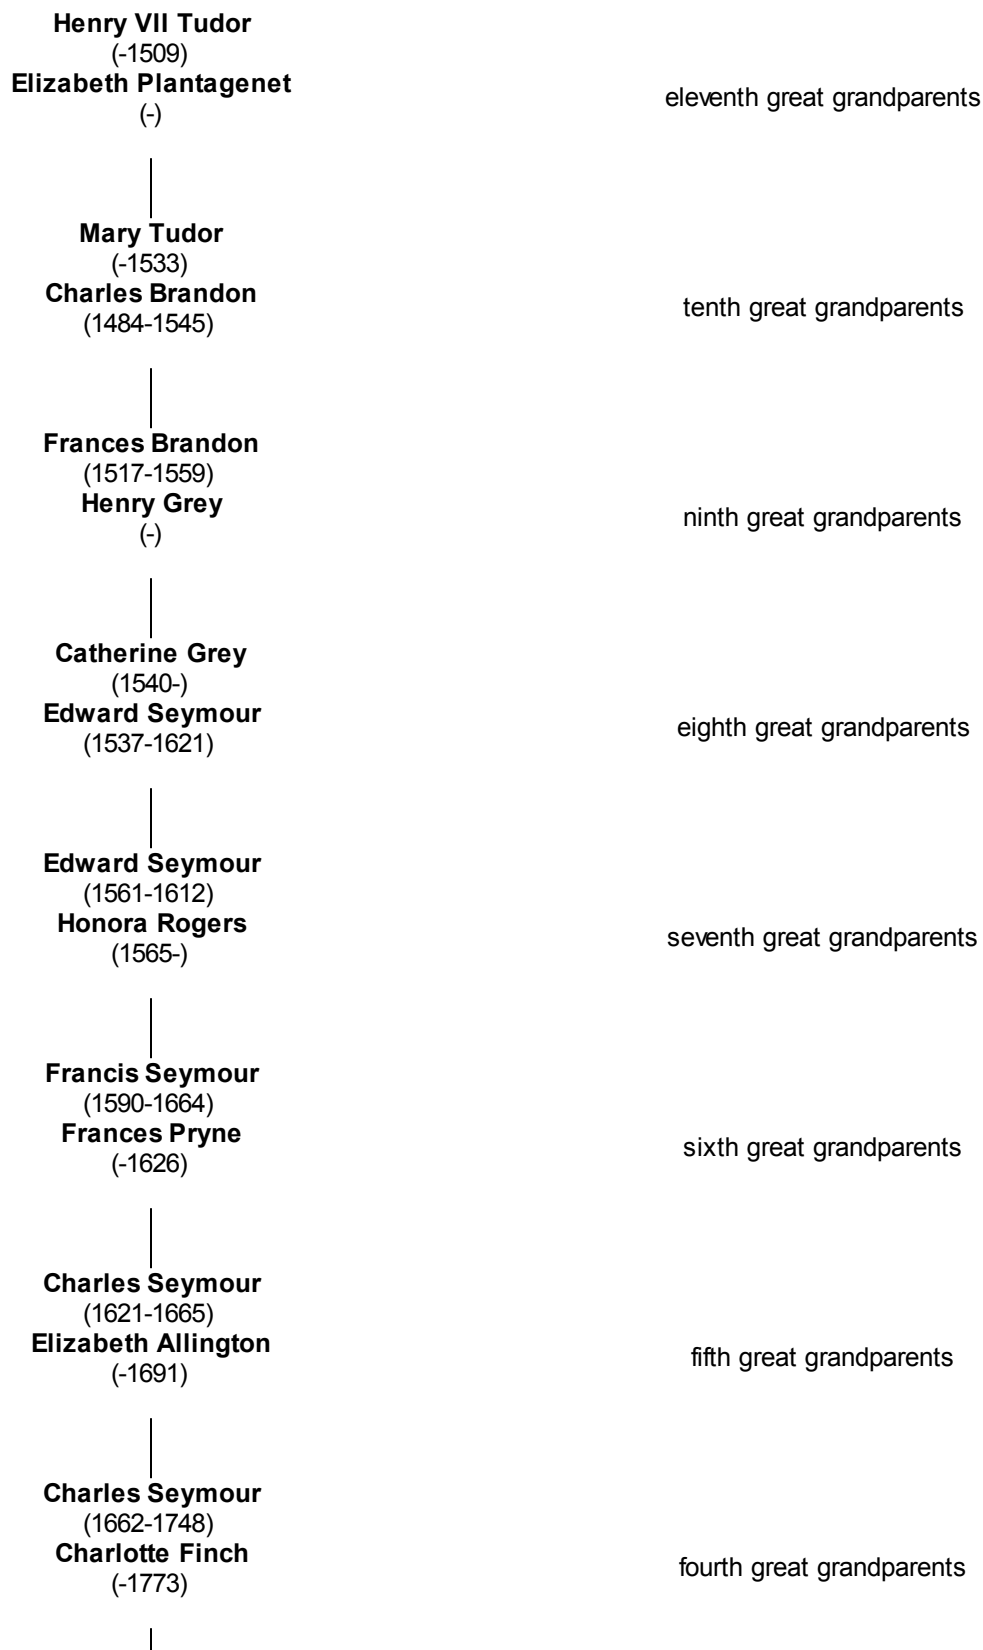 Henry VII Tudor
(-1509)
Elizabeth Plantagenet
(-)
eleventh great grandparents
Mary Tudor
(-1533)
Charles Brandon
(1484-1545)
tenth great grandparents
Frances Brandon
(1517-1559)
Henry Grey
(-)
ninth great grandparents
Catherine Grey
(1540-)
Edward Seymour
(1537-1621)
eighth great grandparents
Edward Seymour
(1561-1612)
Honora Rogers
(1565-)
seventh great grandparents
Francis Seymour
(1590-1664)
Frances Pryne
(-1626)
sixth great grandparents
Charles Seymour
(1621-1665)
Elizabeth Allington
(-1691)
fifth great grandparents
Charles Seymour
(1662-1748)
Charlotte Finch
(-1773)
fourth great grandparents